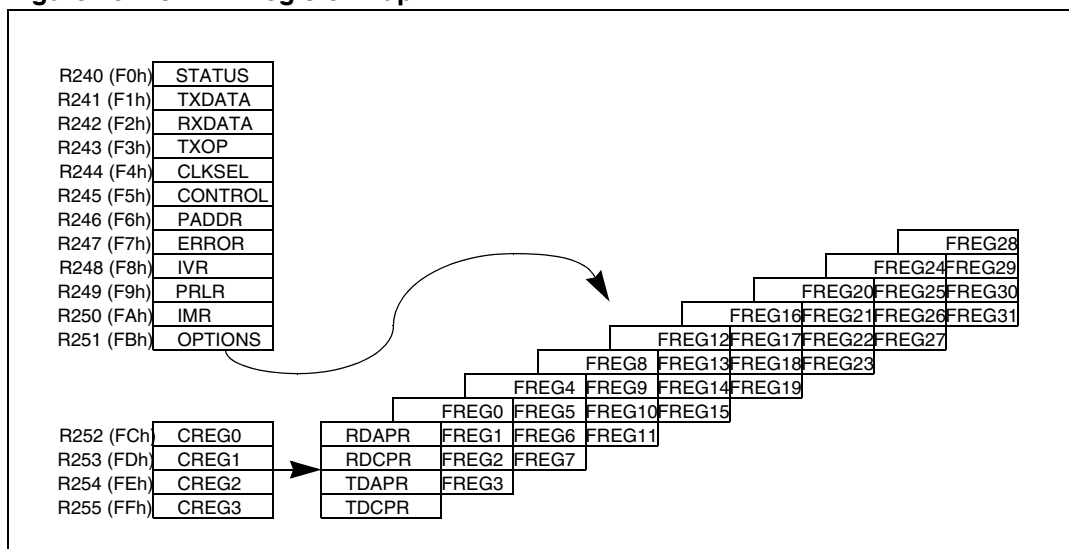 R240 (F0h) STATUS
R241 (F1h) TXDATA
R242 (F2h) RXDATA
R243 (F3h) TXOP
R244 (F4h) CLKSEL
R245 (F5h) CONTROL
R246 (F6h) PADDR
R247 (F7h) ERROR FREG28
R248 (F8h) IVR FREG24 FREG29
R249 (F9h) PRLR FREG20 FREG25 FREG30
R250 (FAh) IMR FREG16 FREG21 FREG26 FREG31
R251 (FBh) OPTIONS FREG12 FREG17 FREG22 FREG27
FREG8 FREG13 FREG18 FREG23
FREG4 FREG9 FREG14 FREG19
FREG0 FREG5 FREG10 FREG15
R252 (FCh) CREG0 RDAPR FREG1 FREG6 FREG11
R253 (FDh) CREG1 RDCPR FREG2 FREG7
R254 (FEh) CREG2 TDAPR FREG3
R255 (FFh) CREG3 TDCPR